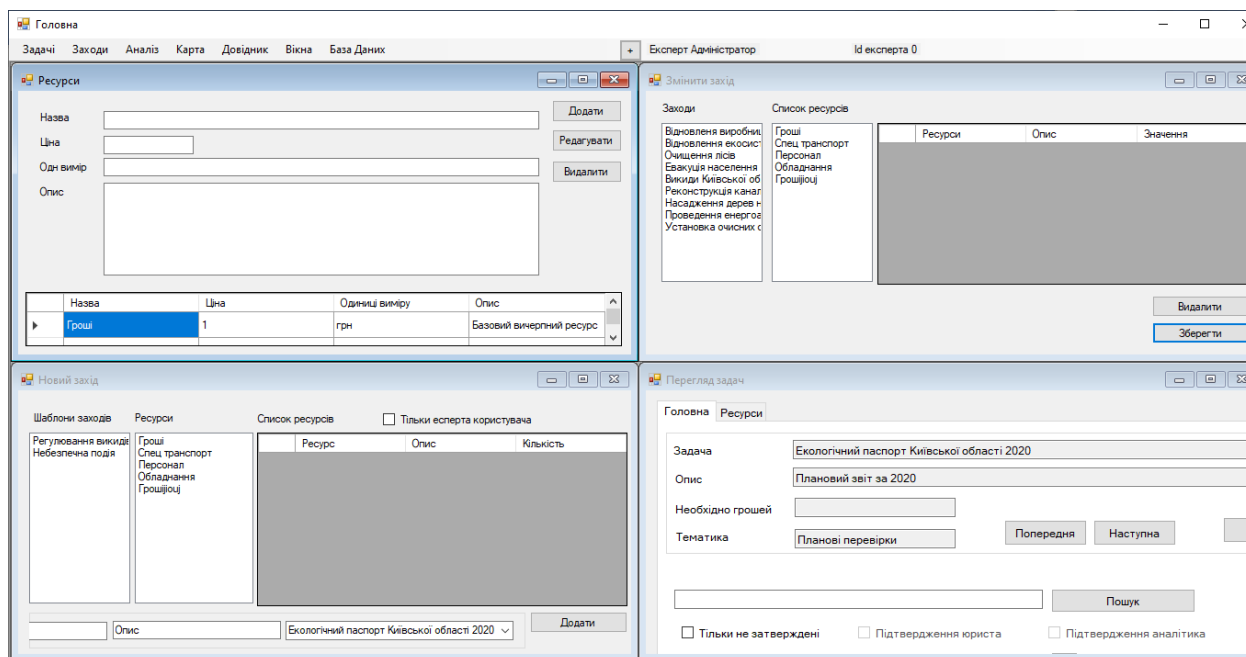 Головна
Задачі Заходи Аналіз Карта Довідник Вікна База Даних + Експерт Адміністратор Id експерта 0
Ресурси
Назва
Ціна
Одн вимір
Опис
Додати
Редагувати
Видалити
Назва Ціна Одиниці виміру Опис
Гроші 1 грн Базовий вичерпний ресурс
Змінити захід
Заходи Список ресурсів
Відновленя виробниц
Відновлення екосист
Очищення лісів
Евакуція населення
Викиди Київської об
Реконструкція канал
Насадження дерев н
Проведення енергоа
Установка очисних с
Гроші
Спец транспорт
Персонал
Обладнання
Грошіjiouj
Ресурси Опис Значення
Видалити
Зберегти
Новий захід
Шаблони заходів Ресурси Список ресурсів Тільки есперта користувача
Регулювання викидів
Небезпечна подія
Гроші
Спец транспорт
Персонал
Обладнання
Грошіjiouj
Ресурс Опис Кількість
Опис Екологічний паспорт Київської області 2020 Додати
Перегляд задач
Головна Ресурси
Задача Екологічний паспорт Київської області 2020
Опис Плановий звіт за 2020
Необхідно грошей
Тематика Планові перевірки Попередня Наступна
Пошук
Тільки не затверждені Підтвердження юриста Підтвердження аналітика